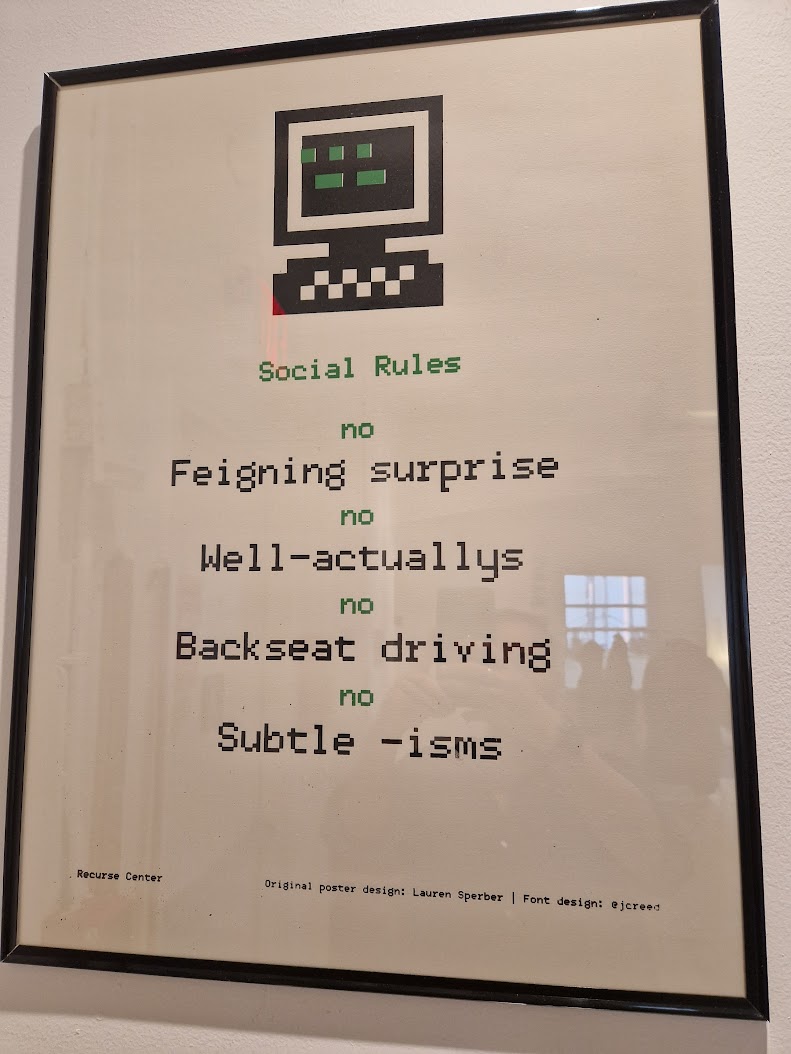 Social Rules
no
Feigning surprise
no
Well-actuallys
no
Backseat driving
no
Subtle -isms
Recurse Center
Original poster design: Lauren Sperber | Font design: @jcreed